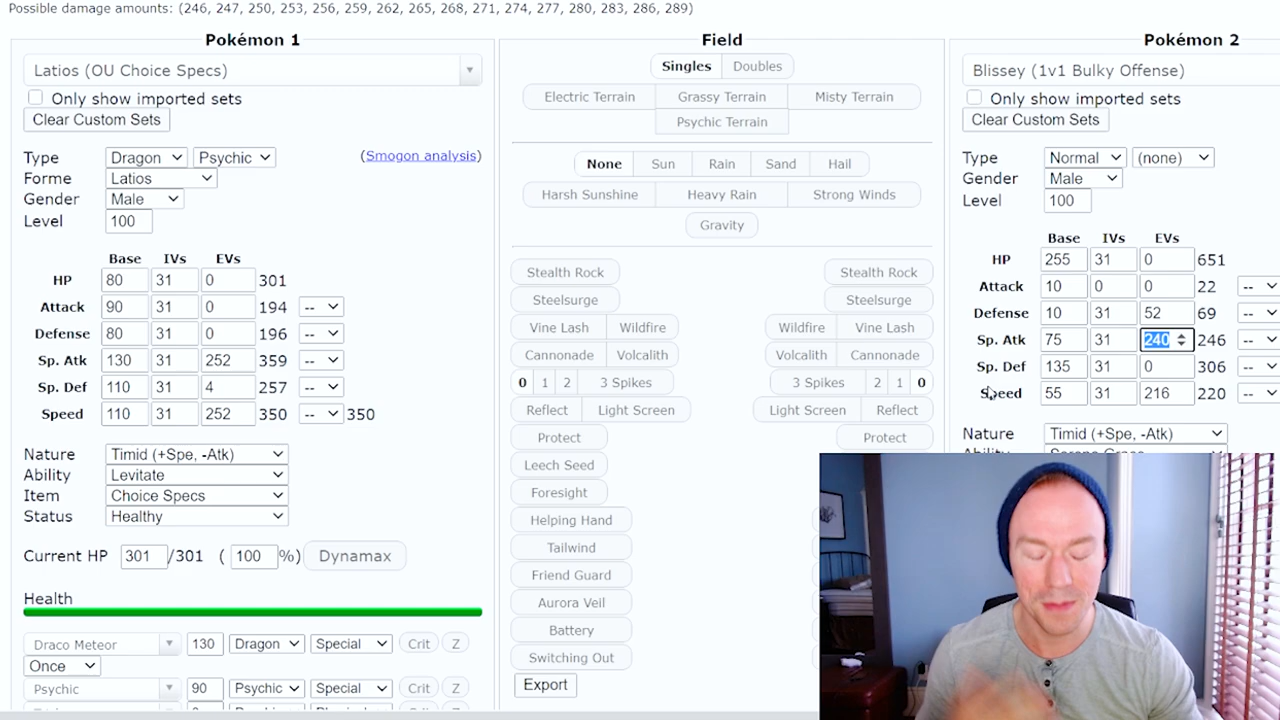 Possible damage amounts: (246, 247, 250, 253, 256, 259, 262, 265, 268, 271, 274, 277, 280, 283, 286, 289)
Pokémon 1
Latios (OU Choice Specs)
Only show imported sets
Clear Custom Sets
Type Dragon Psychic (Smogon analysis)
Forme Latios
Gender Male
Level 100
Base IVs EVs
HP 80 31 0 301
Attack 90 31 0 194 --
Defense 80 31 0 196 --
Sp. Atk 130 31 252 359 --
Sp. Def 110 31 4 257 --
Speed 110 31 252 350 -- 350
Nature Timid (+Spe, -Atk)
Ability Levitate
Item Choice Specs
Status Healthy
Current HP 301 /301 ( 100 %) Dynamax
Health
Draco Meteor 130 Dragon Special Crit Z
Once
Psychic 90 Psychic Special Crit Z
Field
Singles Doubles
Electric Terrain Grassy Terrain Misty Terrain
Psychic Terrain
None Sun Rain Sand Hail
Harsh Sunshine Heavy Rain Strong Winds
Gravity
Stealth Rock Stealth Rock
Steelsurge Steelsurge
Vine Lash Wildfire Wildfire Vine Lash
Cannonade Volcalith Volcalith Cannonade
0 1 2 3 Spikes 3 Spikes 2 1 0
Reflect Light Screen Light Screen Reflect
Protect Protect
Leech Seed
Foresight
Helping Hand
Tailwind
Friend Guard
Aurora Veil
Battery
Switching Out
Export
Pokémon 2
Blissey (1v1 Bulky Offense)
Only show imported sets
Clear Custom Sets
Type Normal (none)
Gender Male
Level 100
Base IVs EVs
HP 255 31 0 651
Attack 10 0 0 22 --
Defense 10 31 52 69 --
Sp. Atk 75 31 240 246 --
Sp. Def 135 31 0 306 --
Speed 55 31 216 220 --
Nature Timid (+Spe, -Atk)